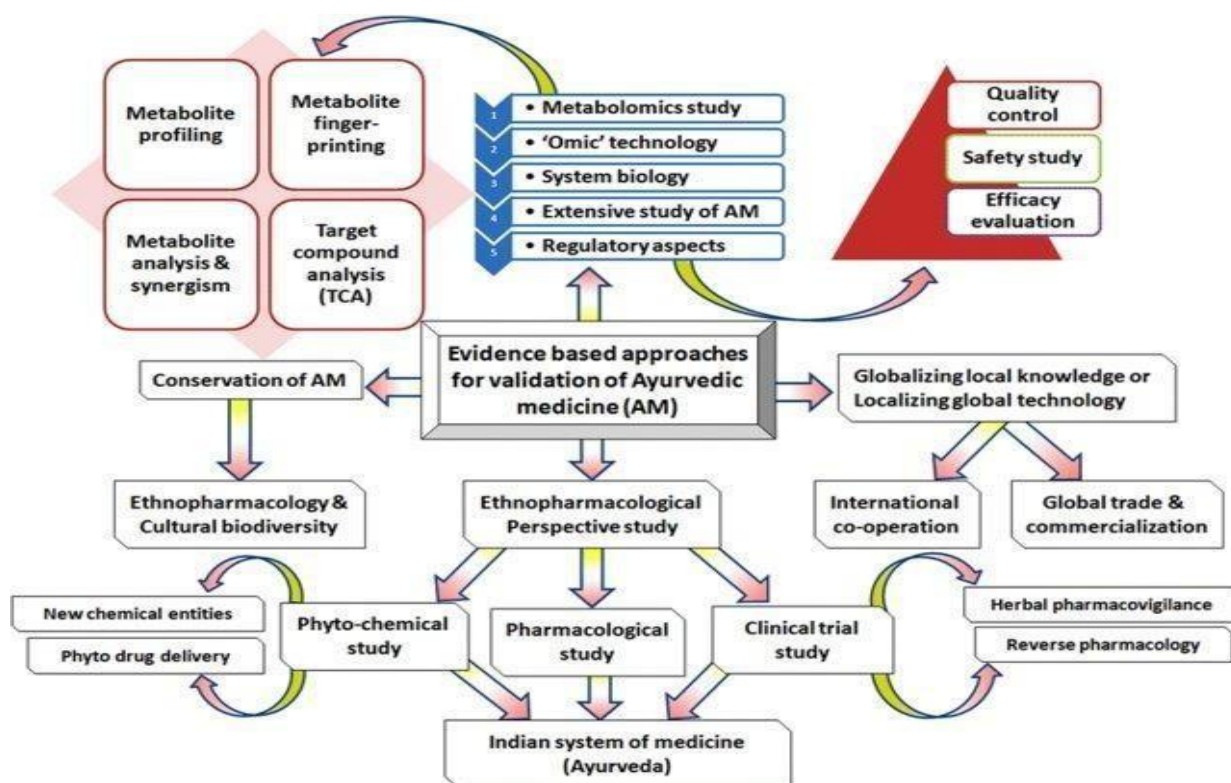 Metabolite
profiling
Metabolite
finger-
printing
Metabolite
analysis &
synergism
Target
compound
analysis
(TCA)
1
• Metabolomics study
2
• ‘Omic’ technology
3
• System biology
4
• Extensive study of AM
5
• Regulatory aspects
Quality
control
Safety study
Efficacy
evaluation
Evidence based approaches
for validation of Ayurvedic
medicine (AM)
Conservation of AM
Globalizing local knowledge or
Localizing global technology
Ethnopharmacology &
Cultural biodiversity
Ethnopharmacological
Perspective study
International
co-operation
Global trade &
commercialization
New chemical entities
Phyto drug delivery
Phyto-chemical
study
Pharmacological
study
Clinical trial
study
Herbal pharmacovigilance
Reverse pharmacology
Indian system of medicine
(Ayurveda)